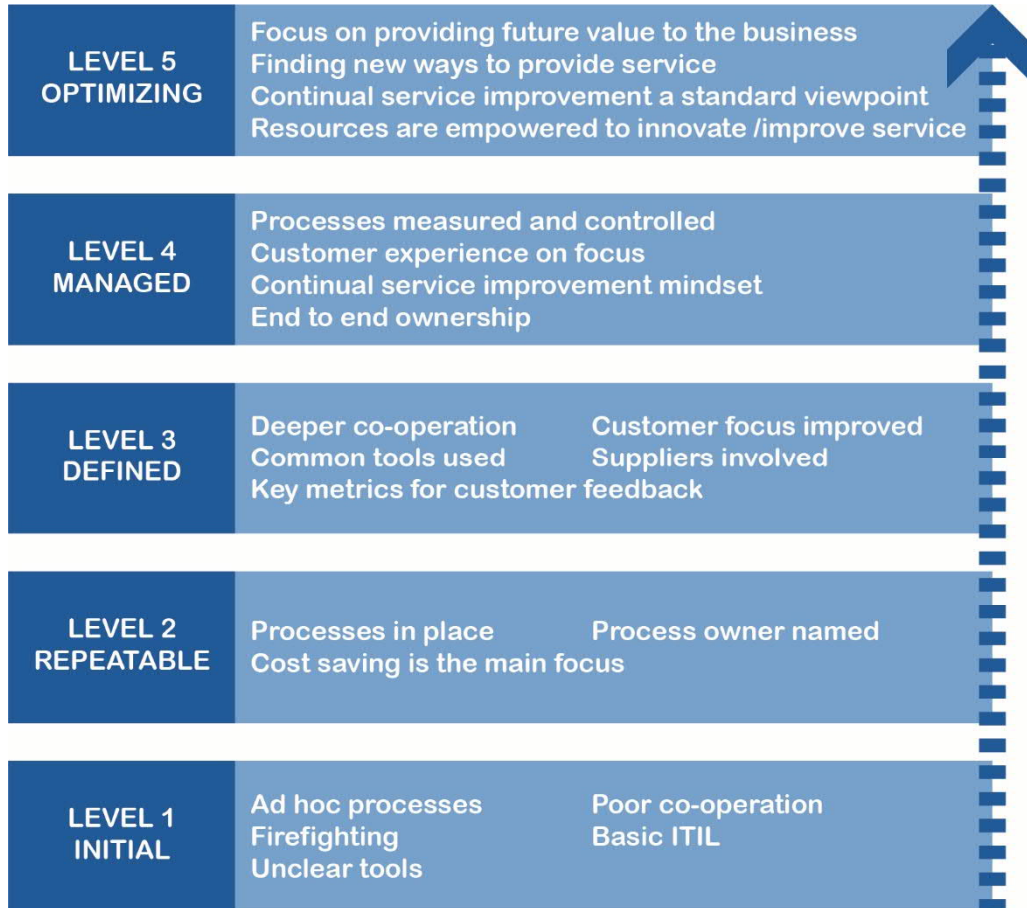 LEVEL 5
OPTIMIZING
Focus on providing future value to the business
Finding new ways to provide service
Continual service improvement a standard viewpoint
Resources are empowered to innovate /improve service
LEVEL 4
MANAGED
Processes measured and controlled
Customer experience on focus
Continual service improvement mindset
End to end ownership
LEVEL 3
DEFINED
Deeper co-operation
Customer focus improved
Common tools used
Suppliers involved
Key metrics for customer feedback
LEVEL 2
REPEATABLE
Processes in place
Process owner named
Cost saving is the main focus
LEVEL 1
INITIAL
Ad hoc processes
Poor co-operation
Firefighting
Basic ITIL
Unclear tools